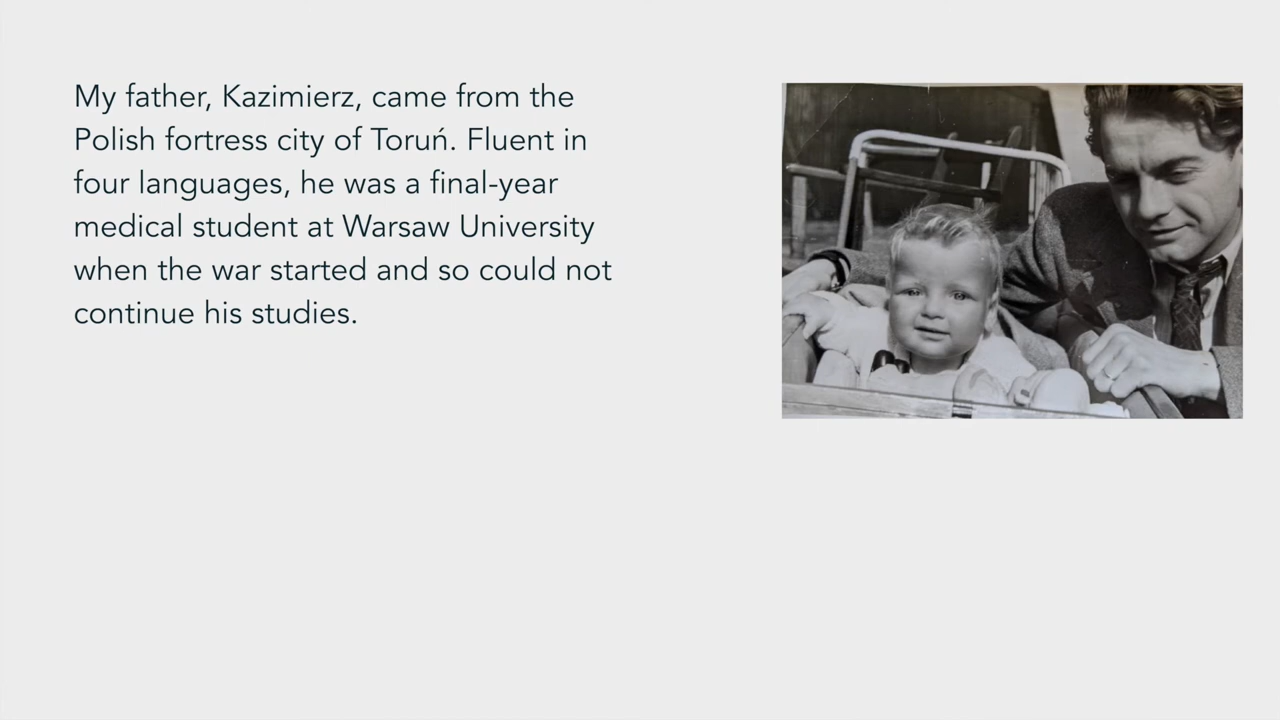 My father, Kazimierz, came from the
Polish fortress city of Toruń. Fluent in
four languages, he was a final-year
medical student at Warsaw University
when the war started and so could not
continue his studies.